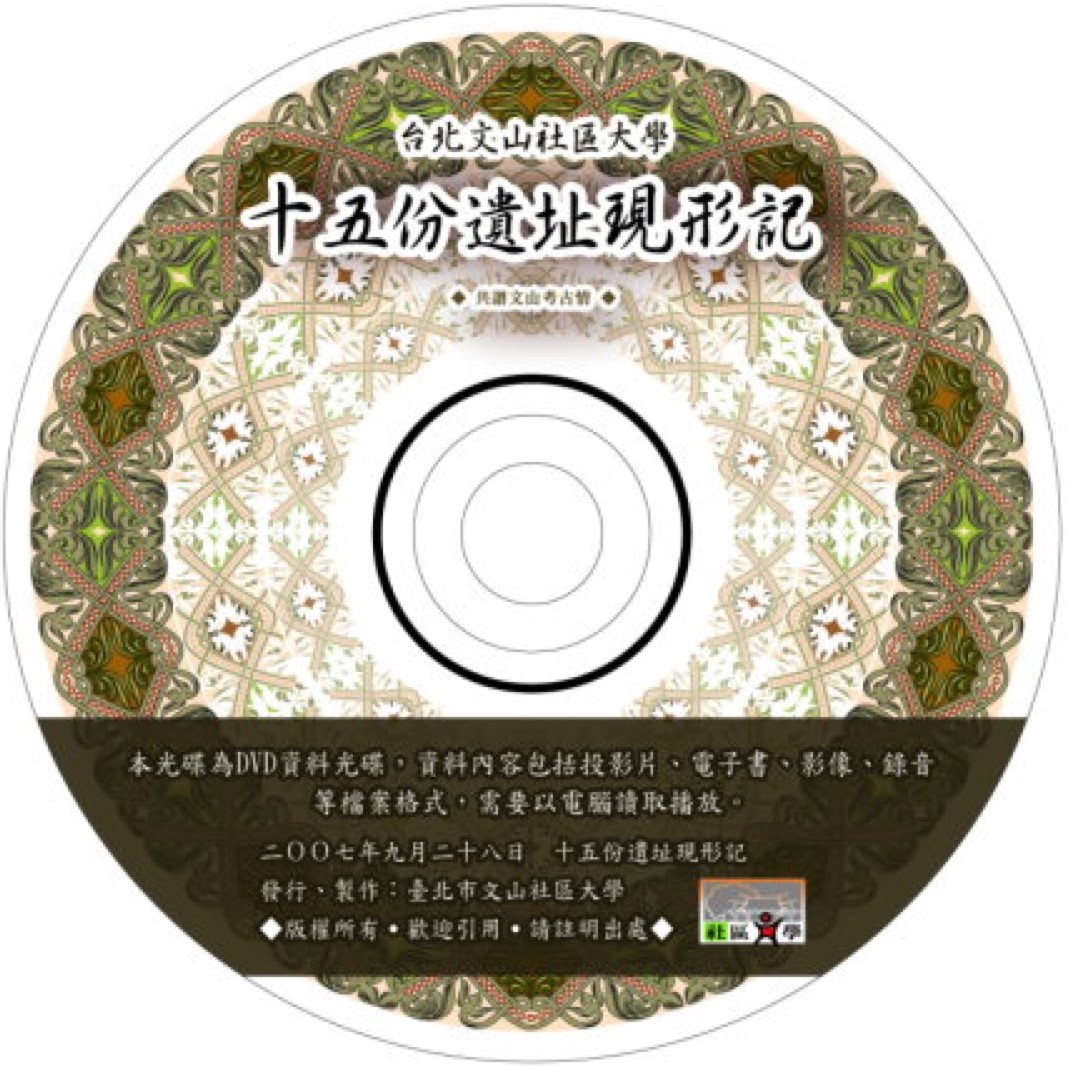 台北文山社區大學
十五份遺址現形記
◆ 共譜文山考古情 ◆
本光碟為DVD資料光碟，資料內容包括投影片、電子書、影像、錄音
等檔案格式，需要以電腦讀取播放。
二〇〇七年九月二十八日　十五份遺址現形記
發行、製作：臺北市文山社區大學
◆版權所有•歡迎引用•請註明出處◆
社區 學